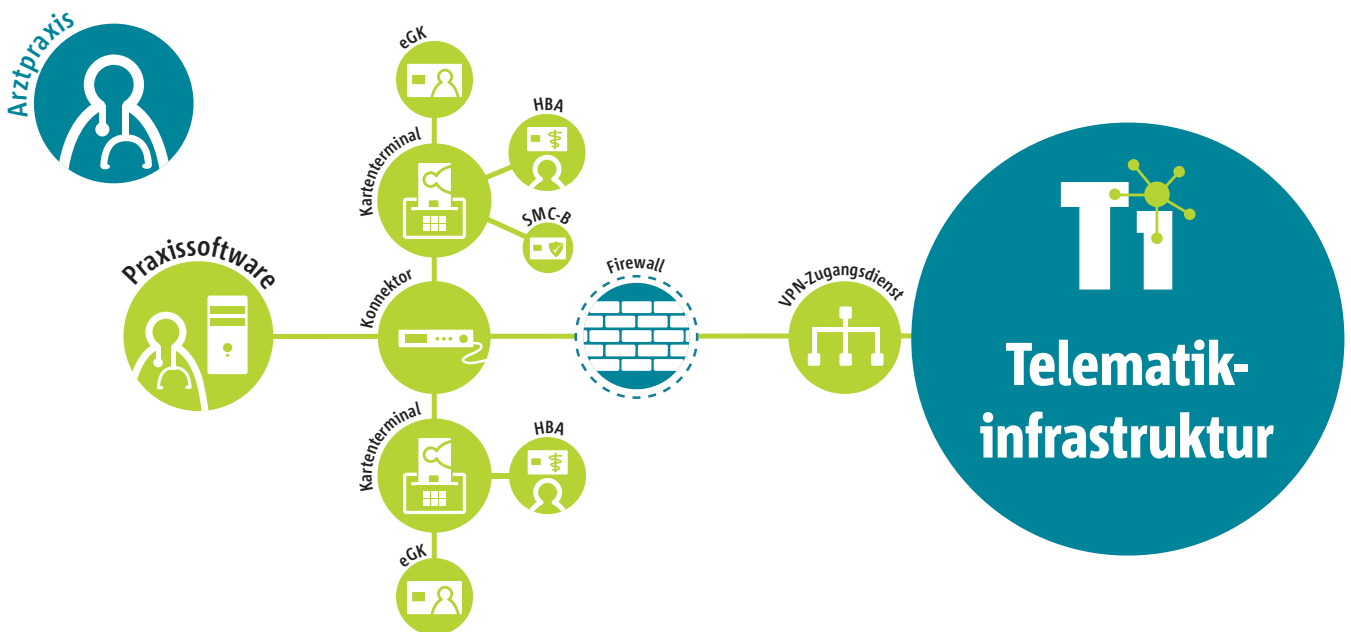 Arztpraxis
eGK
HBA
Kartenterminal
SMC-B
Praxissoftware
Konnektor
Firewall
VPN-Zugangsdienst
Ti
Telematik-
infrastruktur
Kartenterminal
HBA
eGK